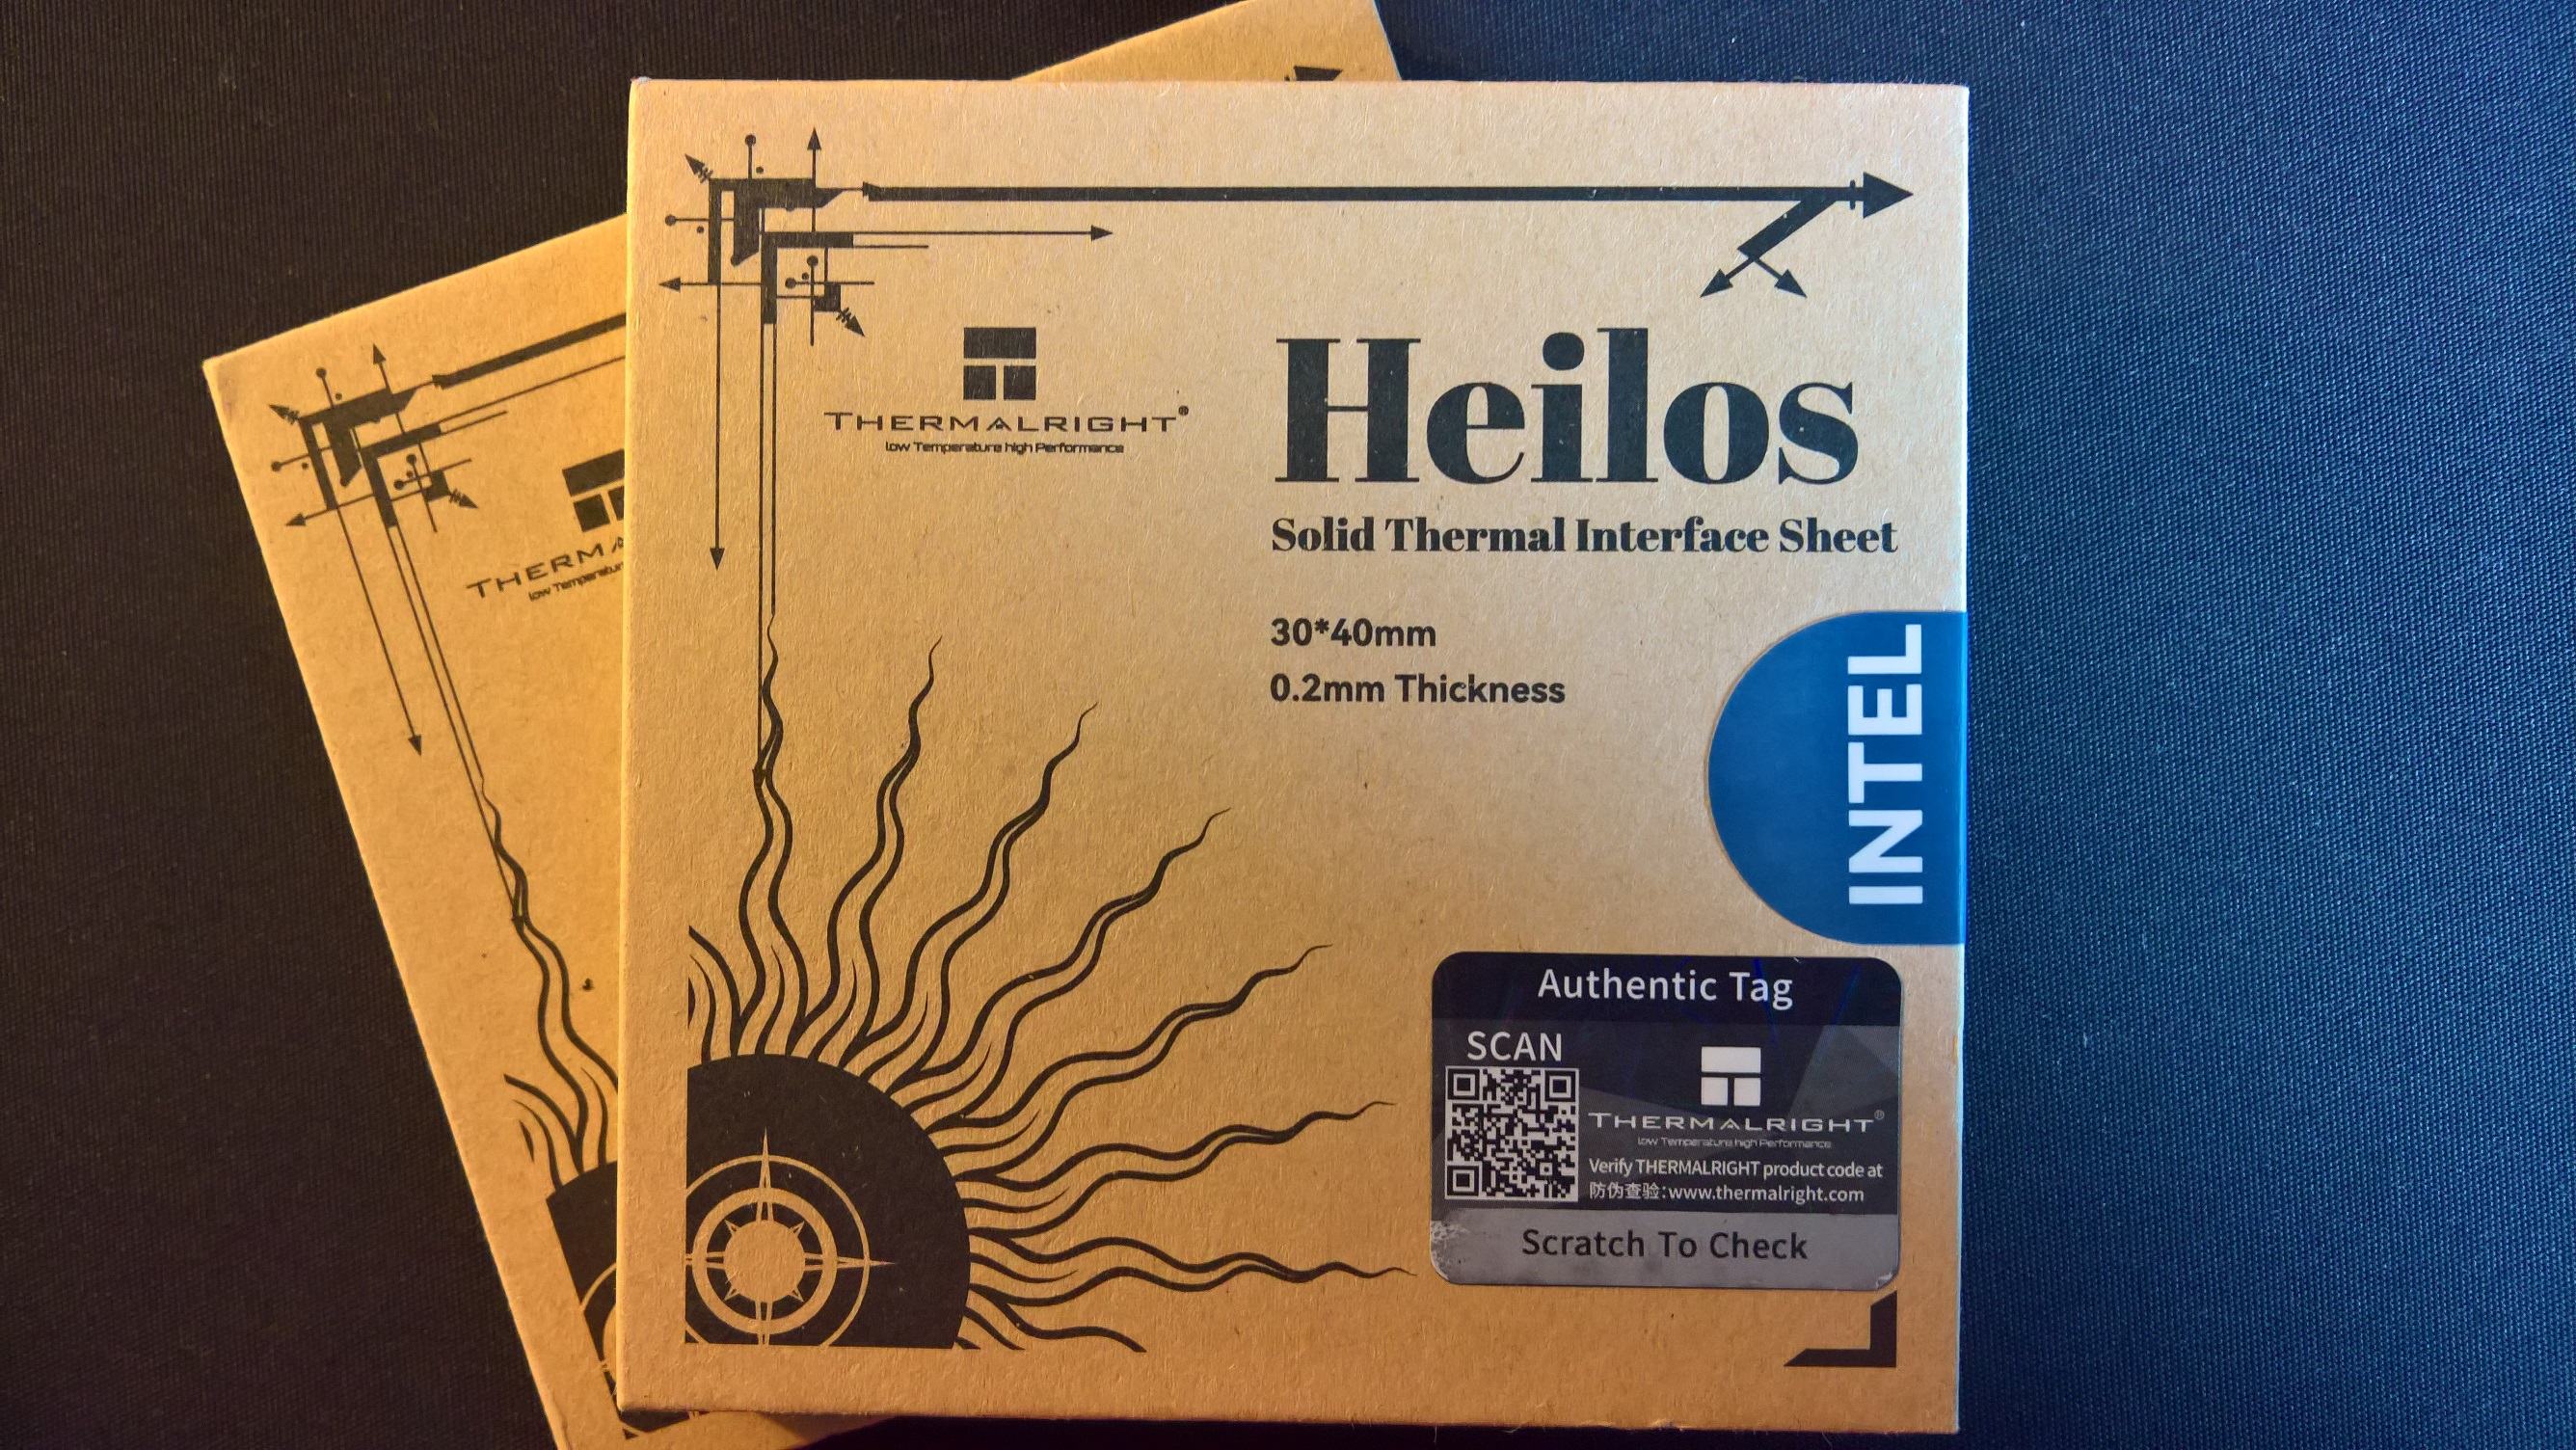 THERMALRIGHT®
low Temperature high Performance
Heilos
Solid Thermal Interface Sheet
30*40mm
0.2mm Thickness
INTEL
Authentic Tag
SCAN
THERMALRIGHT®
low Temperature high Performance
Verify THERMALRIGHT product code at
防伪查验:www.thermalright.com
Scratch To Check
THERMA
low Temperatur